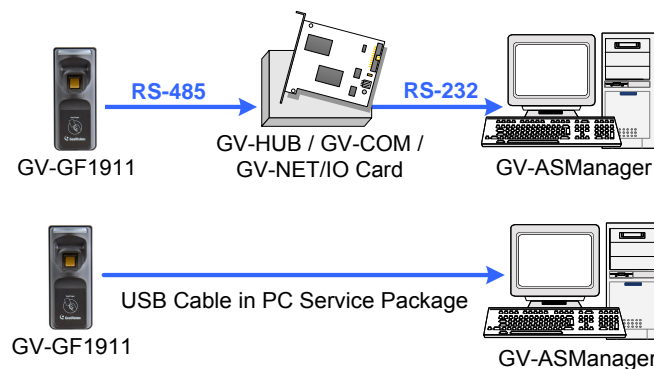 RS-485
RS-232
GV-GF1911
GV-HUB / GV-COM /
GV-NET/IO Card
GV-ASManager
USB Cable in PC Service Package
GV-GF1911
GV-ASManager